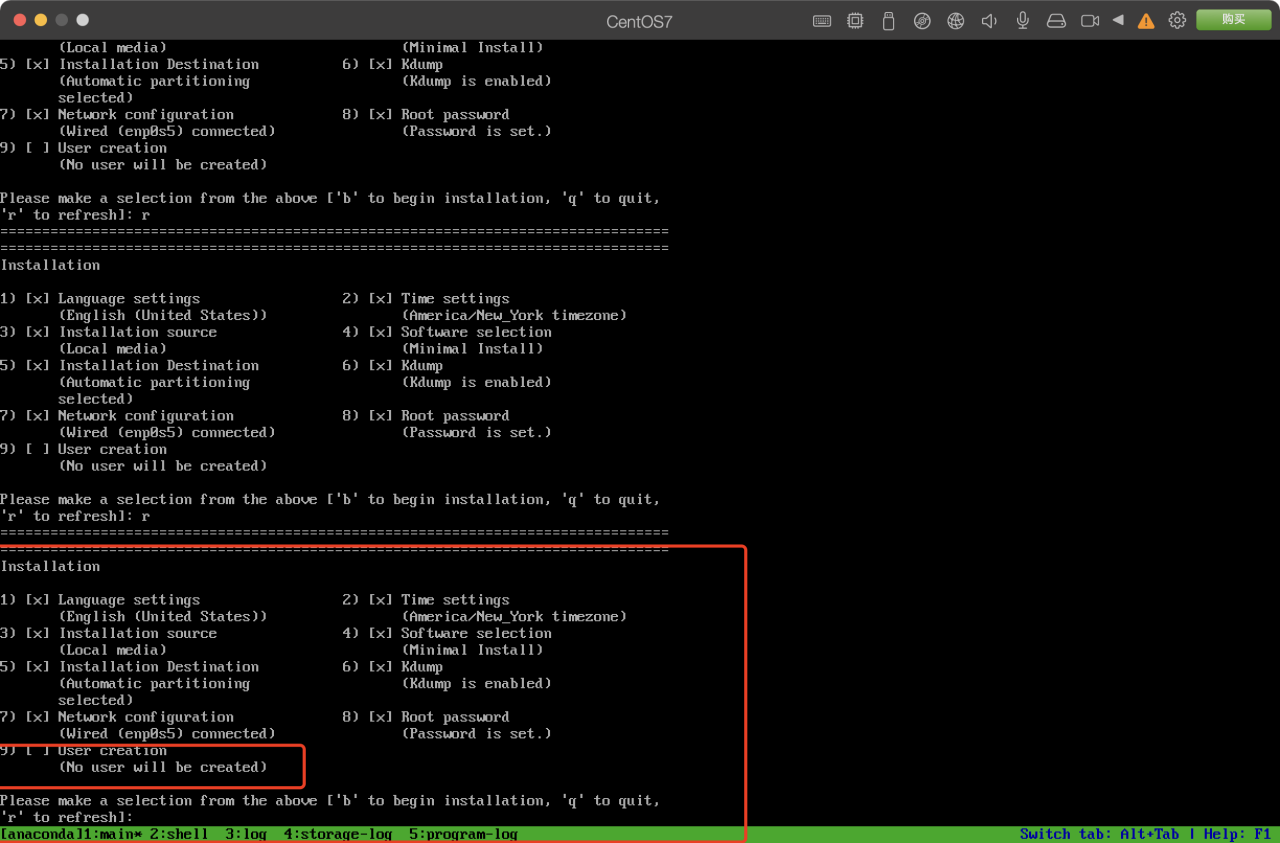 CentOS7
购买
(Local media) (Minimal Install)
5) [x] Installation Destination 6) [x] Kdump
(Automatic partitioning (Kdump is enabled)
selected)
7) [x] Network configuration 8) [x] Root password
(Wired (enp0s5) connected) (Password is set.)
9) [ ] User creation
(No user will be created)
Please make a selection from the above ['b' to begin installation, 'q' to quit,
'r' to refresh]: r
================================================================================
================================================================================
Installation
1) [x] Language settings 2) [x] Time settings
(English (United States)) (America/New_York timezone)
3) [x] Installation source 4) [x] Software selection
(Local media) (Minimal Install)
5) [x] Installation Destination 6) [x] Kdump
(Automatic partitioning (Kdump is enabled)
selected)
7) [x] Network configuration 8) [x] Root password
(Wired (enp0s5) connected) (Password is set.)
9) [ ] User creation
(No user will be created)
Please make a selection from the above ['b' to begin installation, 'q' to quit,
'r' to refresh]: r
================================================================================
================================================================================
Installation
1) [x] Language settings 2) [x] Time settings
(English (United States)) (America/New_York timezone)
3) [x] Installation source 4) [x] Software selection
(Local media) (Minimal Install)
5) [x] Installation Destination 6) [x] Kdump
(Automatic partitioning (Kdump is enabled)
selected)
7) [x] Network configuration 8) [x] Root password
(Wired (enp0s5) connected) (Password is set.)
9) [ ] User creation
(No user will be created)
Please make a selection from the above ['b' to begin installation, 'q' to quit,
'r' to refresh]:
[anaconda]1:main* 2:shell 3:log 4:storage-log 5:program-log Switch tab: Alt+Tab | Help: F1